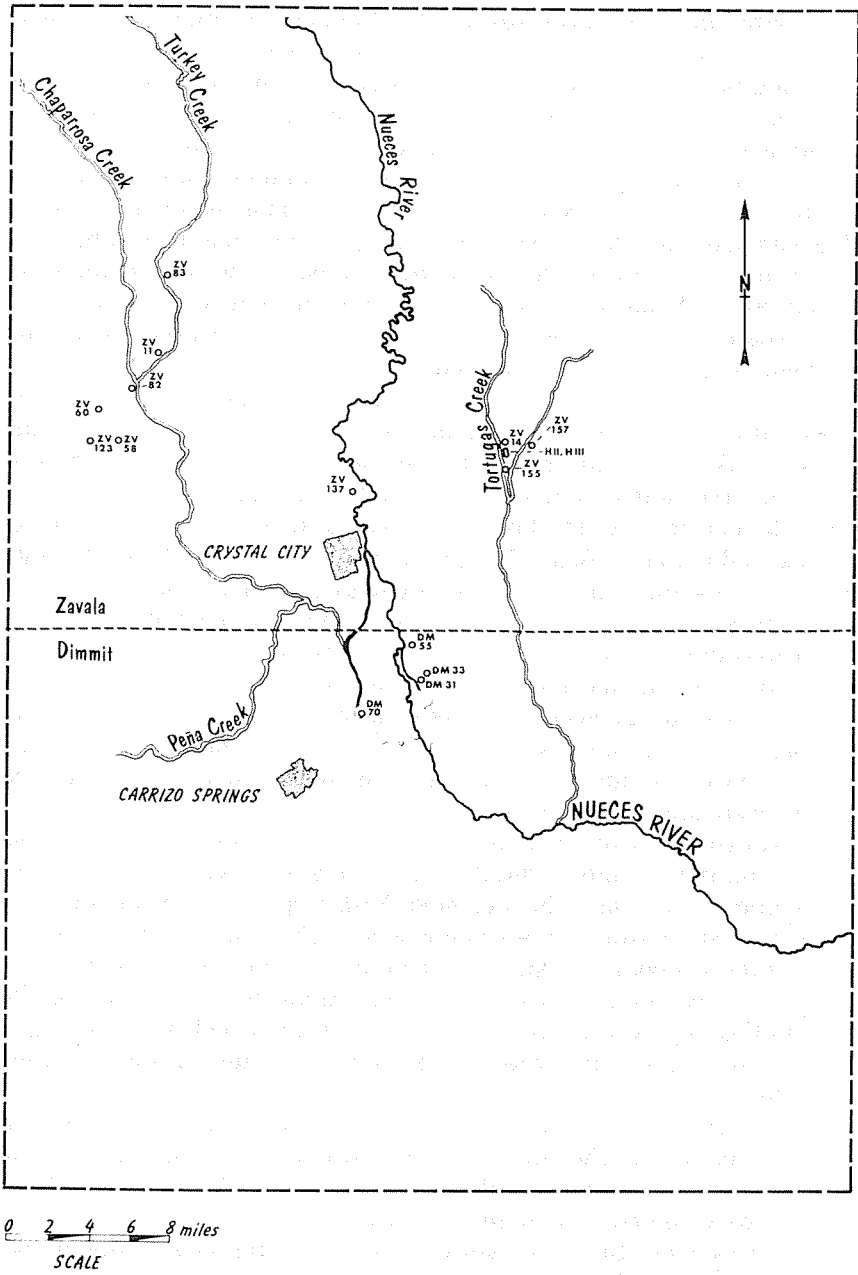 Turkey Creek
Chaparrosa Creek
Nueces River
N
ZV 83
ZV 11
ZV 82
ZV 60
ZV 123
ZV 58
Tortugas Creek
ZV 14
ZV 157
HII, HIII
ZV 155
ZV 137
CRYSTAL CITY
Zavala
Dimmit
DM 55
DM 33
DM 31
DM 70
Peña Creek
CARRIZO SPRINGS
NUECES RIVER
0 2 4 6 8 miles
SCALE